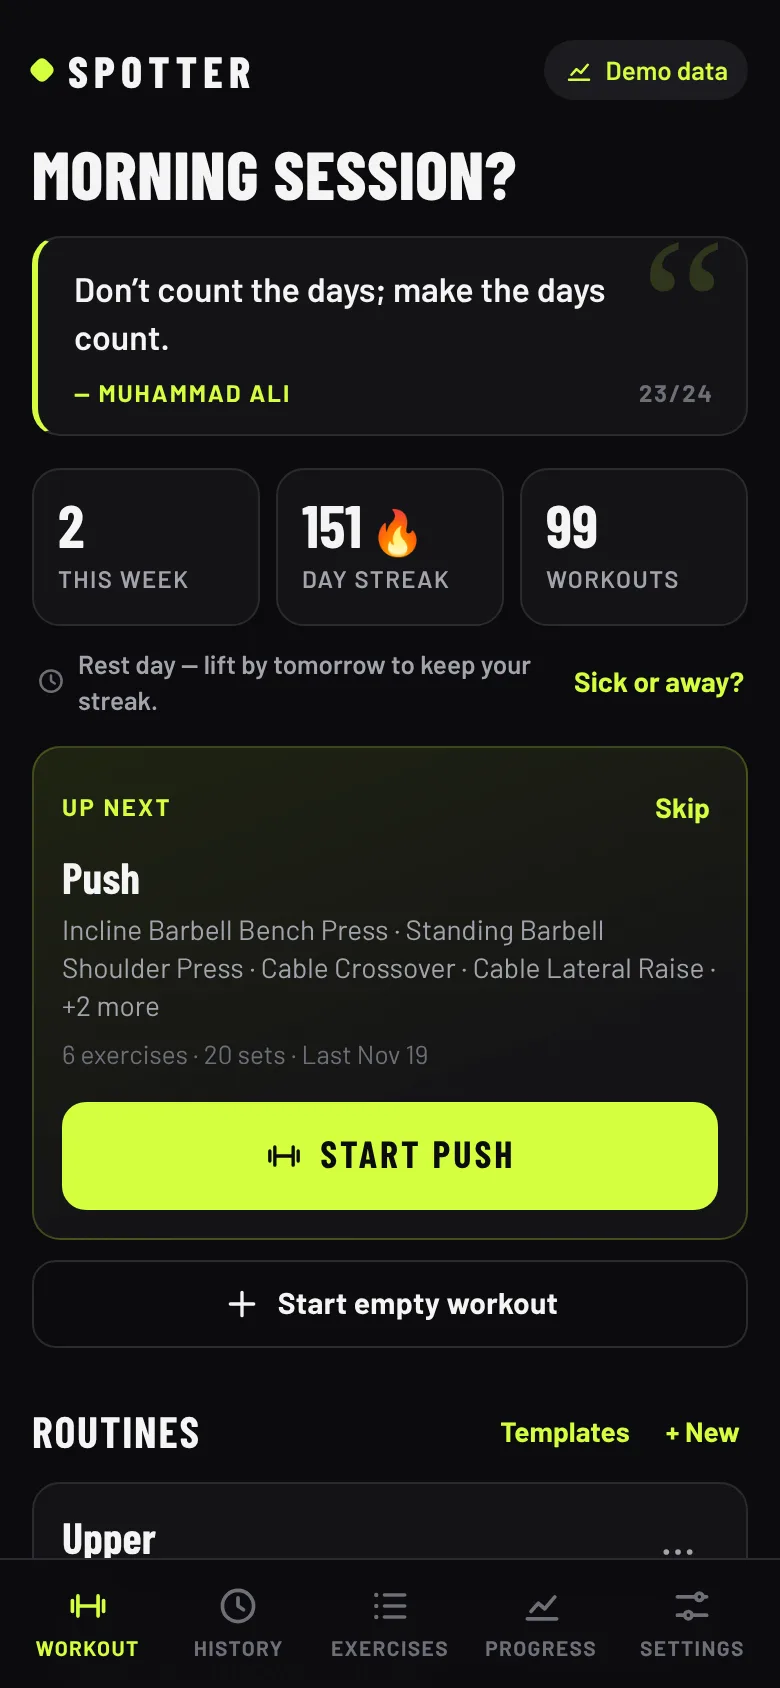 SPOTTER
Demo data
MORNING SESSION?
Don’t count the days; make the days
count.
– MUHAMMAD ALI
23/24
2
THIS WEEK
151 🔥
DAY STREAK
99
WORKOUTS
Rest day – lift by tomorrow to keep your
streak.
Sick or away?
UP NEXT
Skip
Push
Incline Barbell Bench Press · Standing Barbell
Shoulder Press · Cable Crossover · Cable Lateral Raise ·
+2 more
6 exercises · 20 sets · Last Nov 19
START PUSH
Start empty workout
ROUTINES
Templates
+ New
Upper
...
WORKOUT
HISTORY
EXERCISES
PROGRESS
SETTINGS